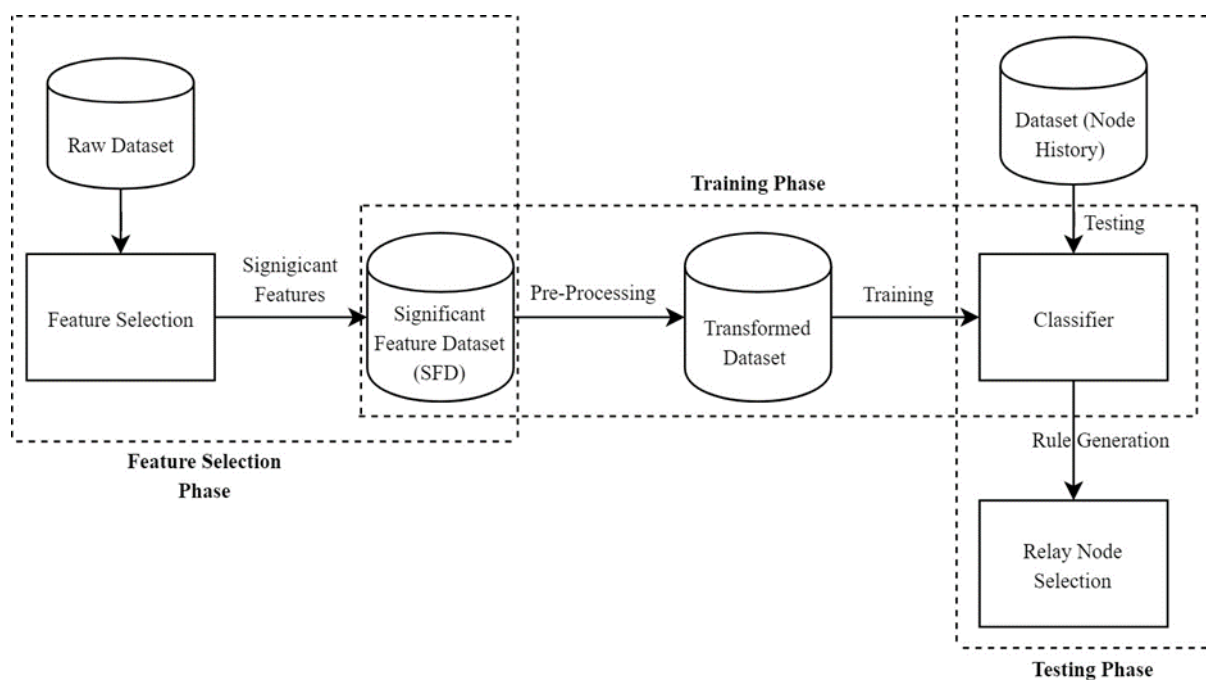 Raw Dataset
Dataset (Node
History)
Training Phase
Testing
Feature Selection
Signigicant
Features
Significant
Feature Dataset
(SFD)
Pre-Processing
Transformed
Dataset
Training
Classifier
Feature Selection
Phase
Rule Generation
Relay Node
Selection
Testing Phase